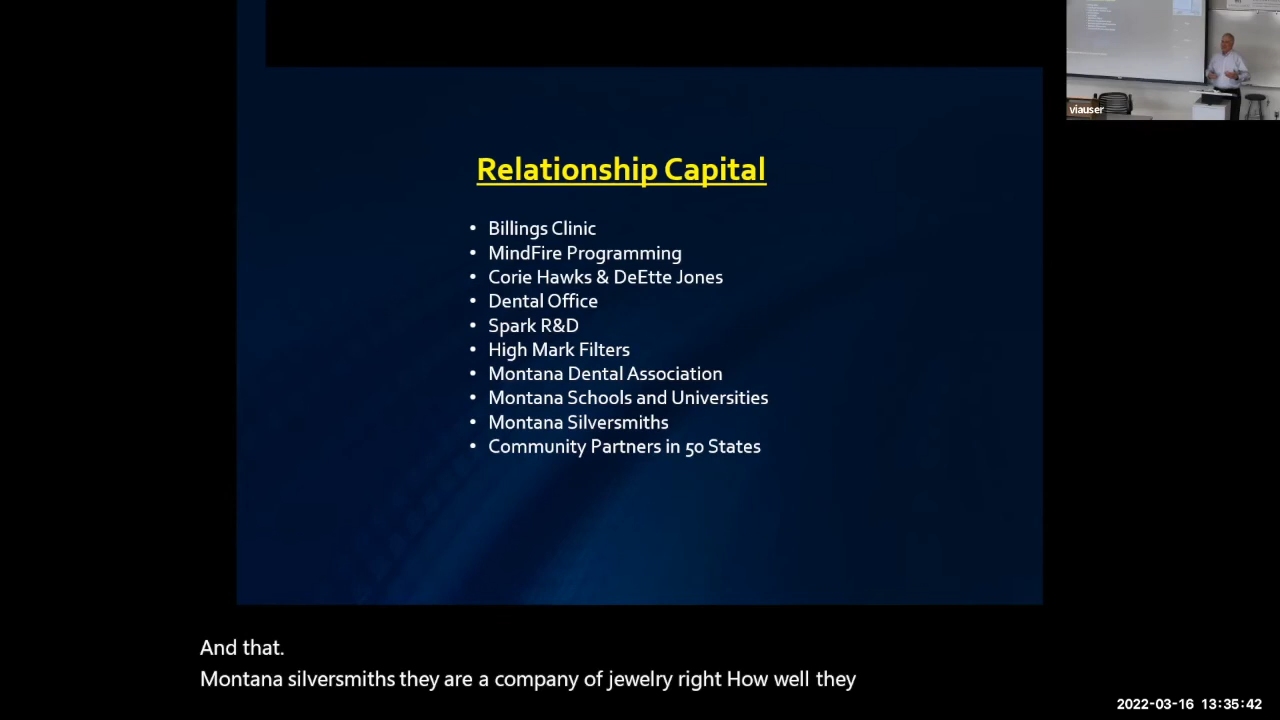 viauser
Relationship Capital
• Billings Clinic
• MindFire Programming
• Corie Hawks & DeEtte Jones
• Dental Office
• Spark R&D
• High Mark Filters
• Montana Dental Association
• Montana Schools and Universities
• Montana Silversmiths
• Community Partners in 50 States
And that.
Montana silversmiths they are a company of jewelry right How well they
2022-03-16 13:35:42